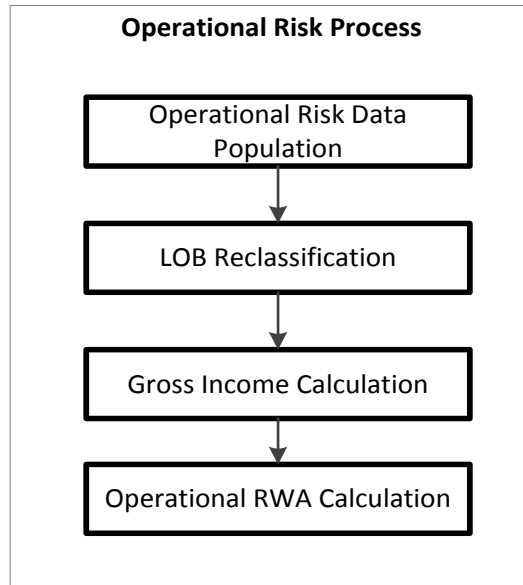 Operational Risk Process
Operational Risk Data
Population
LOB Reclassification
Gross Income Calculation
Operational RWA Calculation